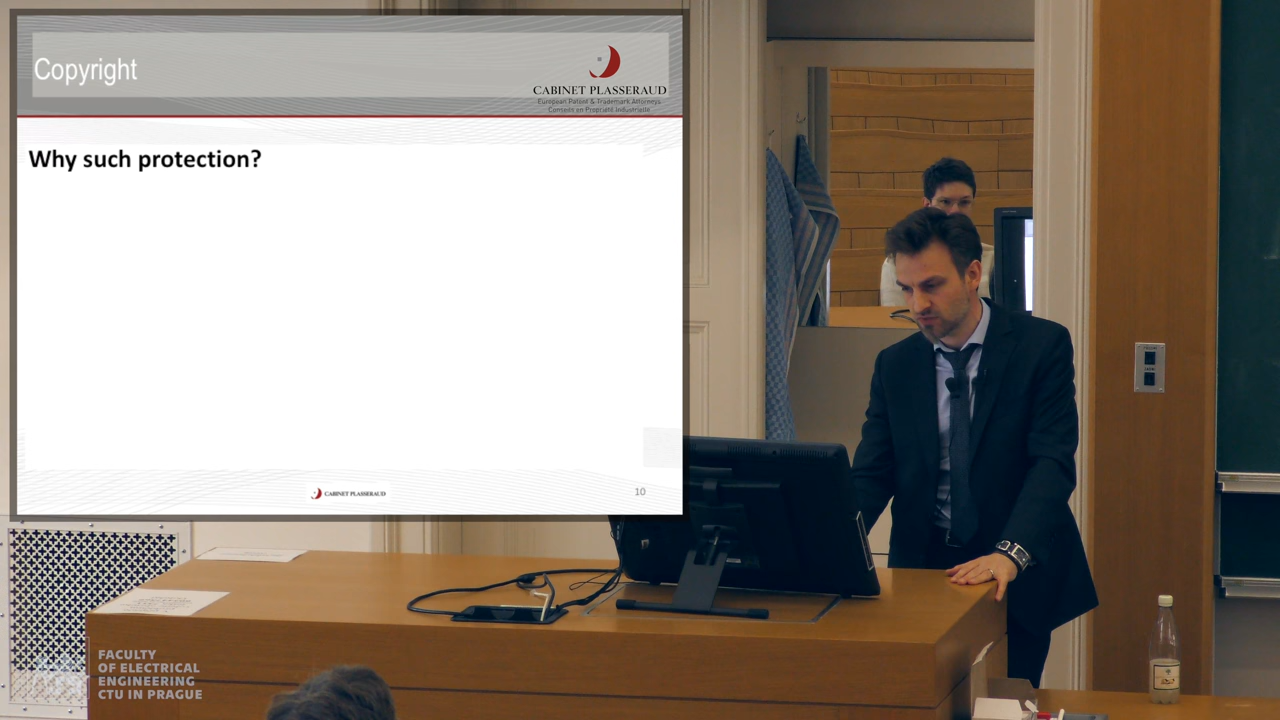 Copyright
CABINET PLASSERAUD
European Patent & Trademark Attorneys
Conseils en Propriété Industrielle
Why such protection?
CABINET PLASSERAUD
10
FACULTY
OF ELECTRICAL
ENGINEERING
CTU IN PRAGUE